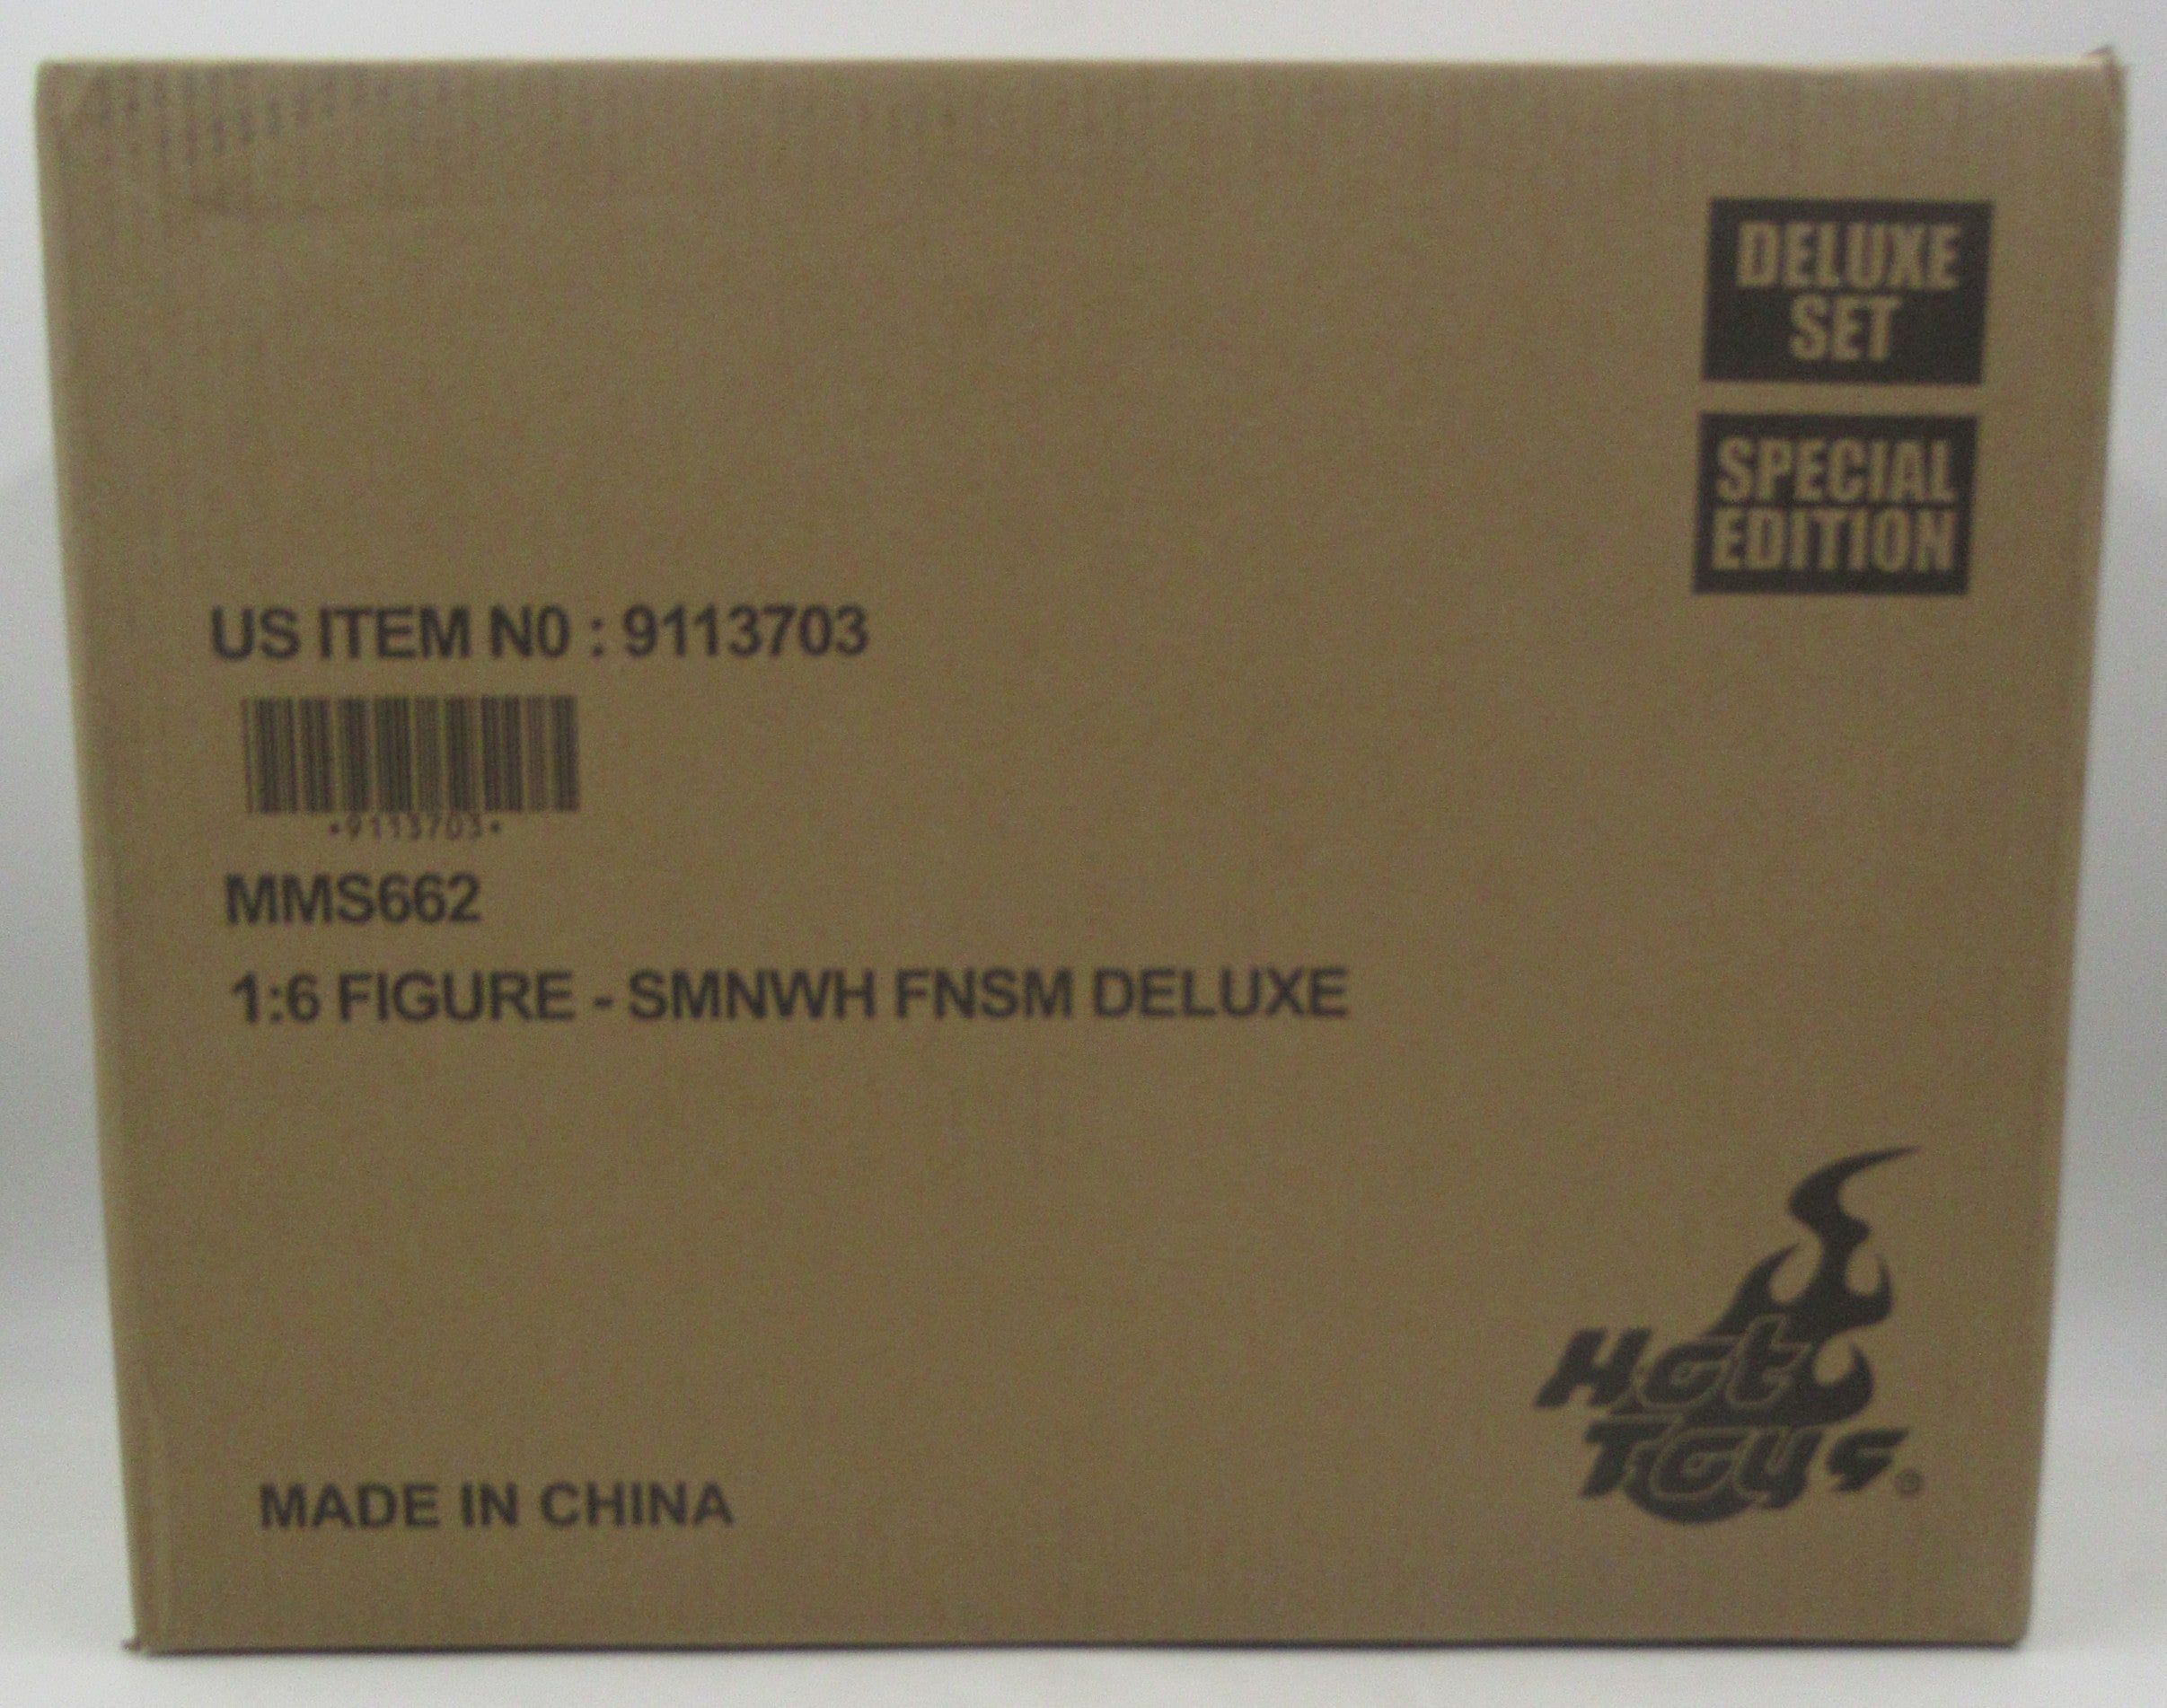 DELUXE
SET
SPECIAL
EDITION
US ITEM N0 : 9113703
*9113703*
MMS662
1:6 FIGURE - SMNWH FNSM DELUXE
Hot
Toys®
MADE IN CHINA